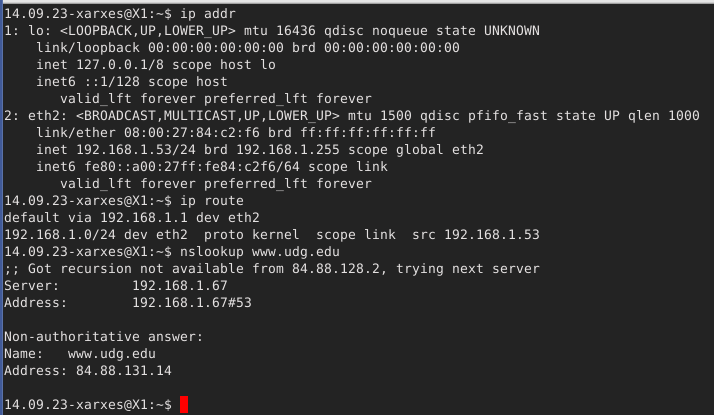 14.09.23-xarxes@X1:~$ ip addr
1: lo: <LOOPBACK,UP,LOWER_UP> mtu 16436 qdisc noqueue state UNKNOWN
    link/loopback 00:00:00:00:00:00 brd 00:00:00:00:00:00
    inet 127.0.0.1/8 scope host lo
    inet6 ::1/128 scope host
       valid_lft forever preferred_lft forever
2: eth2: <BROADCAST,MULTICAST,UP,LOWER_UP> mtu 1500 qdisc pfifo_fast state UP qlen 1000
    link/ether 08:00:27:84:c2:f6 brd ff:ff:ff:ff:ff:ff
    inet 192.168.1.53/24 brd 192.168.1.255 scope global eth2
    inet6 fe80::a00:27ff:fe84:c2f6/64 scope link
       valid_lft forever preferred_lft forever
14.09.23-xarxes@X1:~$ ip route
default via 192.168.1.1 dev eth2
192.168.1.0/24 dev eth2  proto kernel  scope link  src 192.168.1.53
14.09.23-xarxes@X1:~$ nslookup www.udg.edu
;; Got recursion not available from 84.88.128.2, trying next server
Server:         192.168.1.67
Address:        192.168.1.67#53

Non-authoritative answer:
Name:   www.udg.edu
Address: 84.88.131.14

14.09.23-xarxes@X1:~$